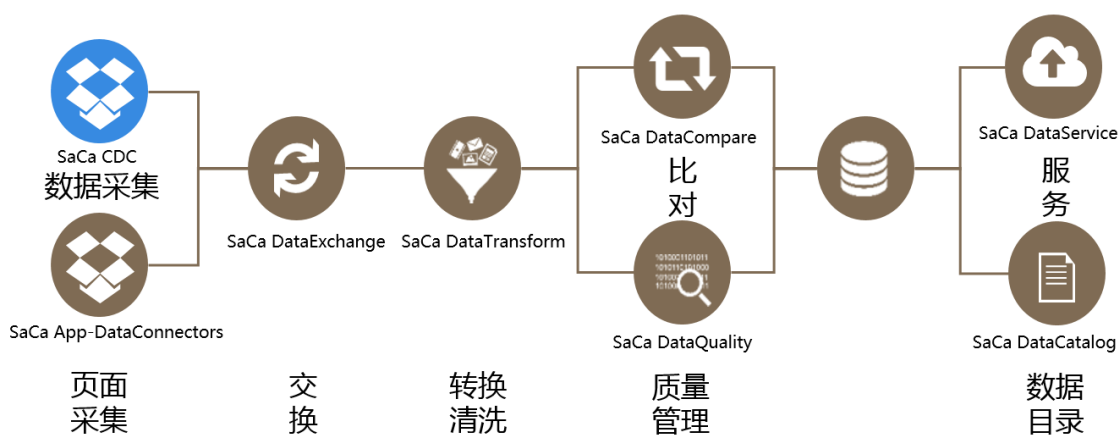 SaCa CDC
数据采集
SaCa App-DataConnectors
页面
采集
SaCa DataExchange
交
换
SaCa DataTransform
转换
清洗
SaCa DataCompare
比
对
1010001101011
SaCa DataQuality
质量
管理
SaCa DataService
服
务
SaCa DataCatalog
数据
目录